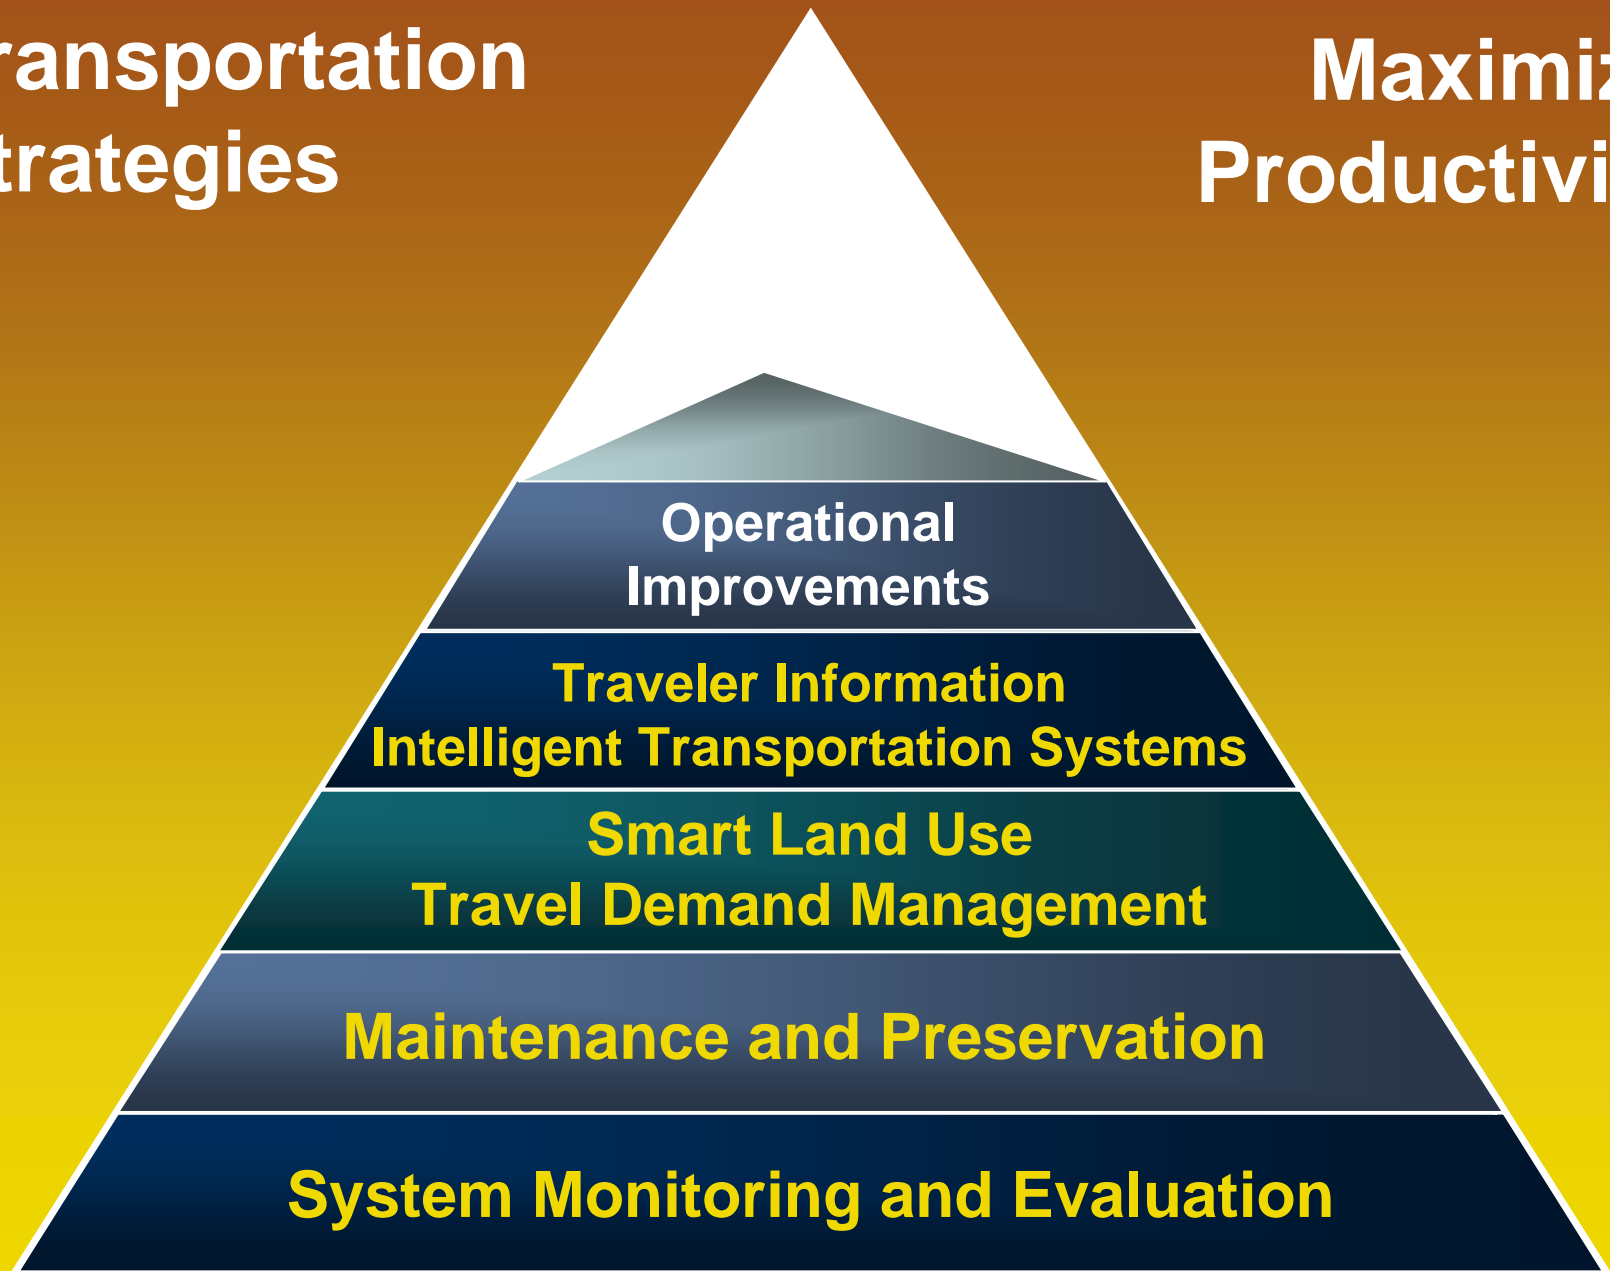 ransportation
trategies
Maximiz
Productivi
Operational
Improvements
Traveler Information
Intelligent Transportation Systems
Smart Land Use
Travel Demand Management
Maintenance and Preservation
System Monitoring and Evaluation